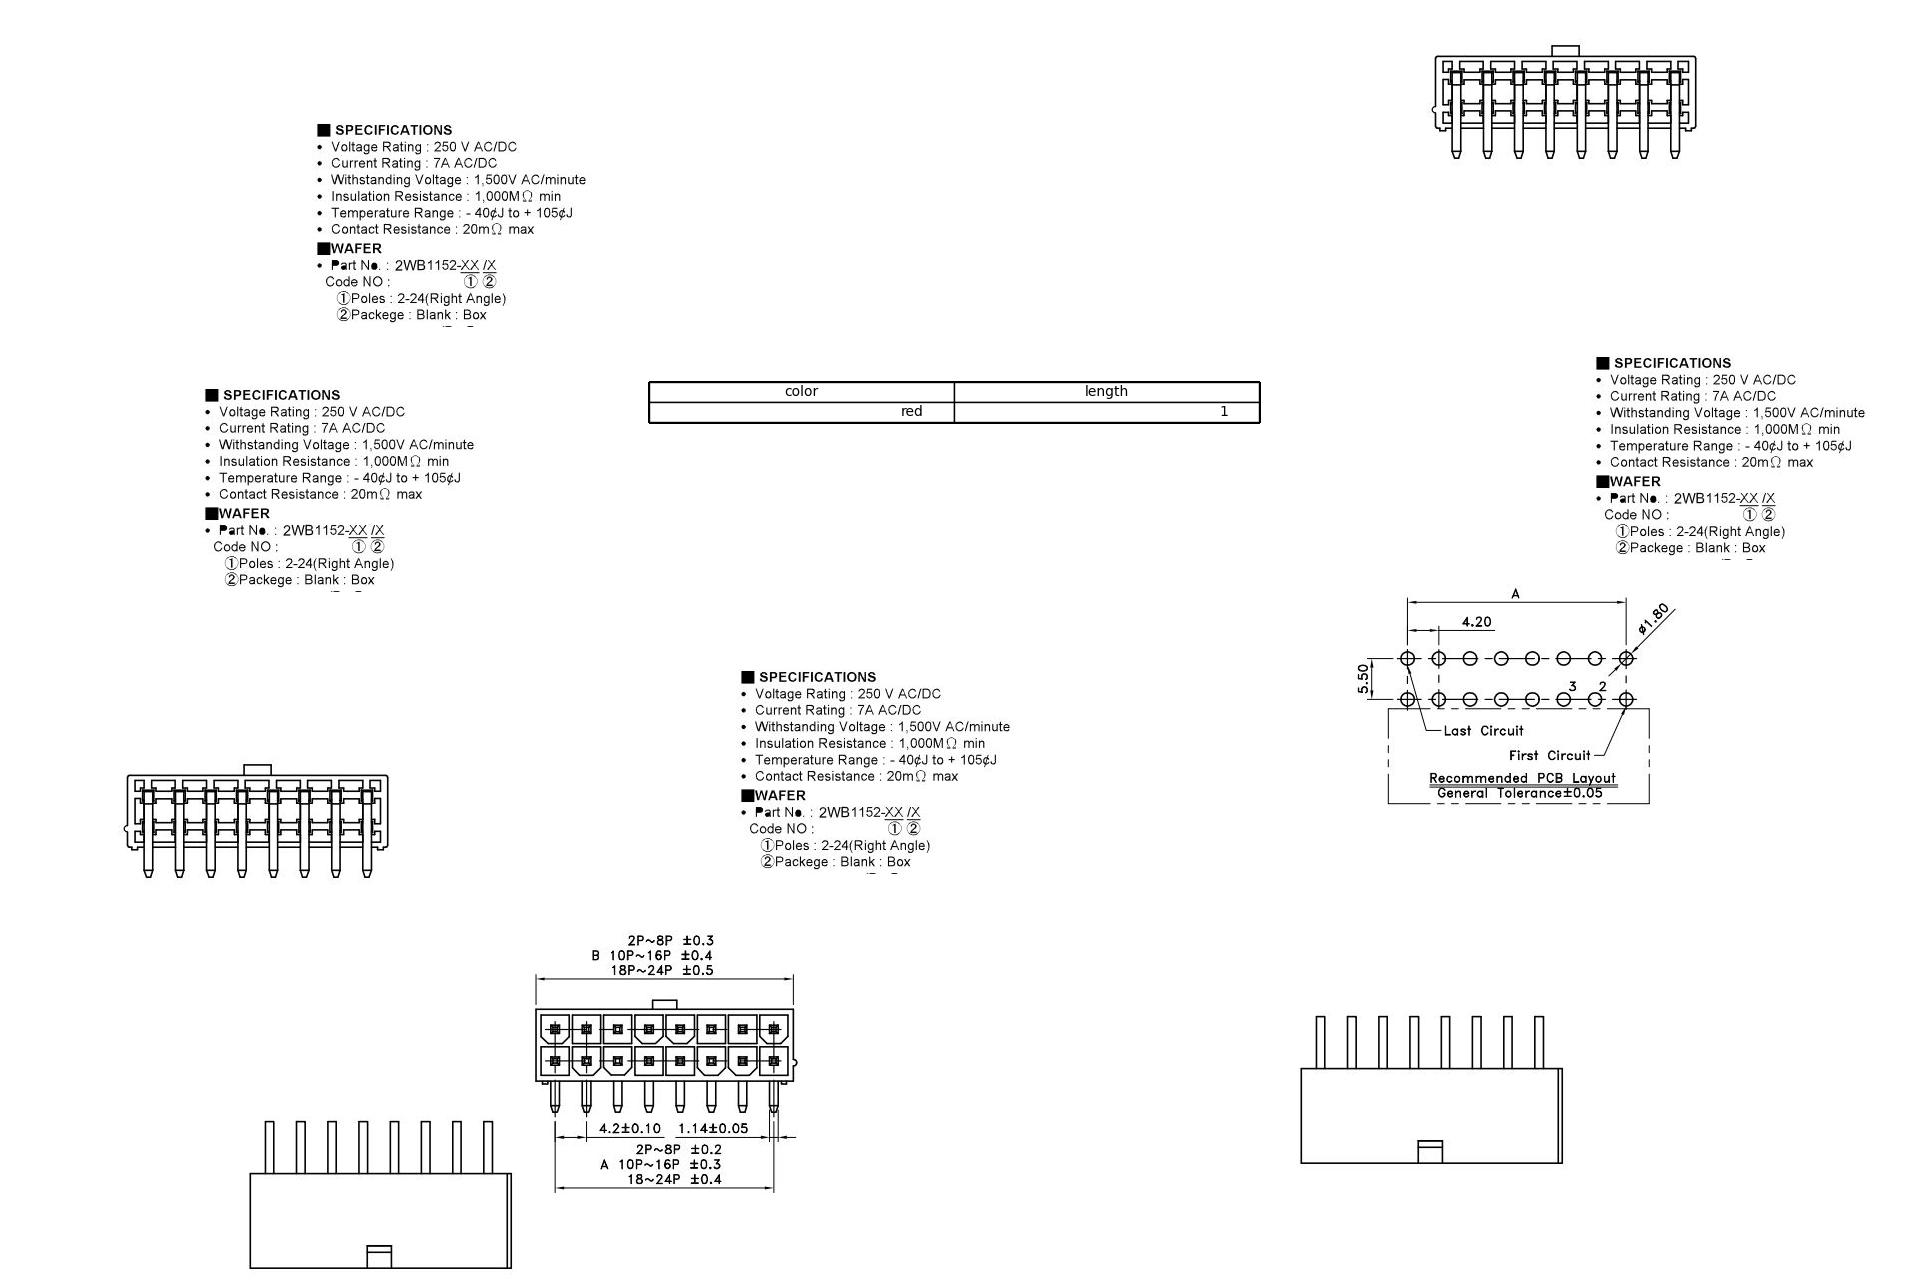 ■ SPECIFICATIONS
• Voltage Rating : 250 V AC/DC
• Current Rating : 7A AC/DC
• Withstanding Voltage : 1,500V AC/minute
• Insulation Resistance : 1,000MΩ min
• Temperature Range : - 40¢J to + 105¢J
• Contact Resistance : 20mΩ max
■WAFER
• Part No. : 2WB1152-XX /X
Code NO : ① ②
①Poles : 2-24(Right Angle)
②Packege : Blank : Box
color length
red 1
■ SPECIFICATIONS
• Voltage Rating : 250 V AC/DC
• Current Rating : 7A AC/DC
• Withstanding Voltage : 1,500V AC/minute
• Insulation Resistance : 1,000MΩ min
• Temperature Range : - 40¢J to + 105¢J
• Contact Resistance : 20mΩ max
■WAFER
• Part No. : 2WB1152-XX /X
Code NO : ① ②
①Poles : 2-24(Right Angle)
②Packege : Blank : Box
■ SPECIFICATIONS
• Voltage Rating : 250 V AC/DC
• Current Rating : 7A AC/DC
• Withstanding Voltage : 1,500V AC/minute
• Insulation Resistance : 1,000MΩ min
• Temperature Range : - 40¢J to + 105¢J
• Contact Resistance : 20mΩ max
■WAFER
• Part No. : 2WB1152-XX /X
Code NO : ① ②
①Poles : 2-24(Right Angle)
②Packege : Blank : Box
A
4.20
ø1.80
5.50
3 2
Last Circuit
First Circuit
Recommended PCB Layout
General Tolerance±0.05
■ SPECIFICATIONS
• Voltage Rating : 250 V AC/DC
• Current Rating : 7A AC/DC
• Withstanding Voltage : 1,500V AC/minute
• Insulation Resistance : 1,000MΩ min
• Temperature Range : - 40¢J to + 105¢J
• Contact Resistance : 20mΩ max
■WAFER
• Part No. : 2WB1152-XX /X
Code NO : ① ②
①Poles : 2-24(Right Angle)
②Packege : Blank : Box
2P~8P ±0.3
B 10P~16P ±0.4
18P~24P ±0.5
4.2±0.10 1.14±0.05
2P~8P ±0.2
A 10P~16P ±0.3
18~24P ±0.4